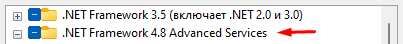 .NET Framework 3.5 (включает .NET 2.0 и 3.0)
.NET Framework 4.8 Advanced Services